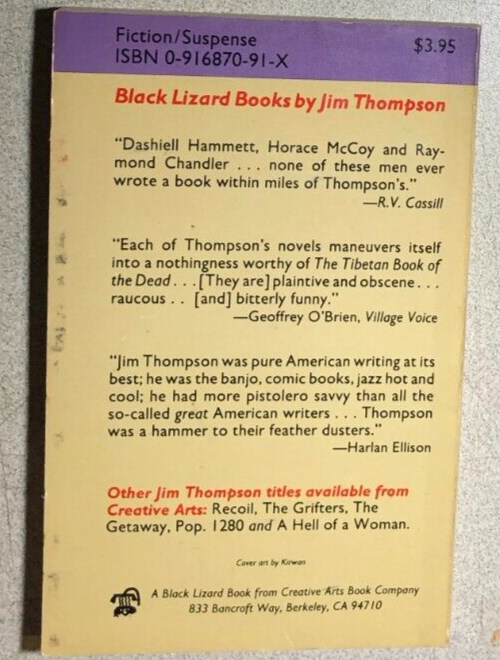 Fiction/Suspense
$3.95
ISBN 0-916870-91-X
Black Lizard Books by Jim Thompson
“Dashiell Hammett, Horace McCoy and Ray-
mond Chandler . . . none of these men ever
wrote a book within miles of Thompson’s.”
—R.V. Cassill
“Each of Thompson’s novels maneuvers itself
into a nothingness worthy of The Tibetan Book of
the Dead . . . [They are] plaintive and obscene . . .
raucous . . [and] bitterly funny.”
—Geoffrey O’Brien, Village Voice
“Jim Thompson was pure American writing at its
best; he was the banjo, comic books, jazz hot and
cool; he had more pistolero savvy than all the
so-called great American writers . . . Thompson
was a hammer to their feather dusters.”
—Harlan Ellison
Other Jim Thompson titles available from
Creative Arts: Recoil, The Grifters, The
Getaway, Pop. 1280 and A Hell of a Woman.
Cover art by Kirwan
A Black Lizard Book from Creative Arts Book Company
833 Bancroft Way, Berkeley, CA 94710